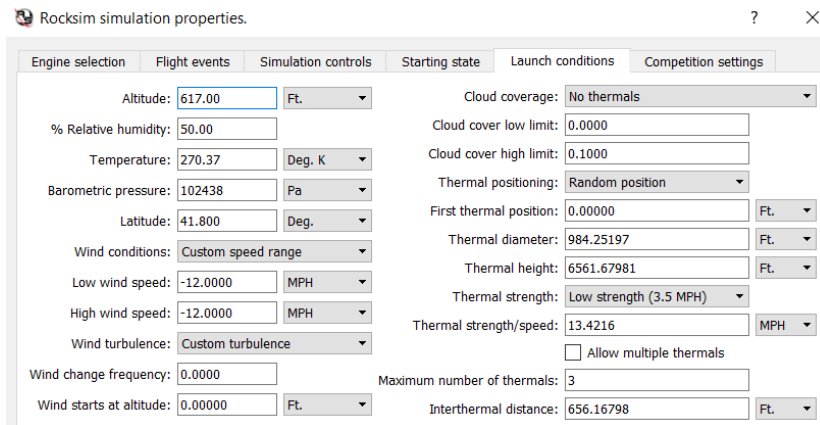 Rocksim simulation properties. ? ×
Engine selection Flight events Simulation controls Starting state Launch conditions Competition settings
Altitude: 617.00 Ft.
% Relative humidity: 50.00
Temperature: 270.37 Deg. K
Barometric pressure: 102438 Pa
Latitude: 41.800 Deg.
Wind conditions: Custom speed range
Low wind speed: -12.0000 MPH
High wind speed: -12.0000 MPH
Wind turbulence: Custom turbulence
Wind change frequency: 0.0000
Wind starts at altitude: 0.00000 Ft.
Cloud coverage: No thermals
Cloud cover low limit: 0.0000
Cloud cover high limit: 0.1000
Thermal positioning: Random position
First thermal position: 0.00000 Ft.
Thermal diameter: 984.25197 Ft.
Thermal height: 6561.67981 Ft.
Thermal strength: Low strength (3.5 MPH)
Thermal strength/speed: 13.4216 MPH
Allow multiple thermals
Maximum number of thermals: 3
Interthermal distance: 656.16798 Ft.